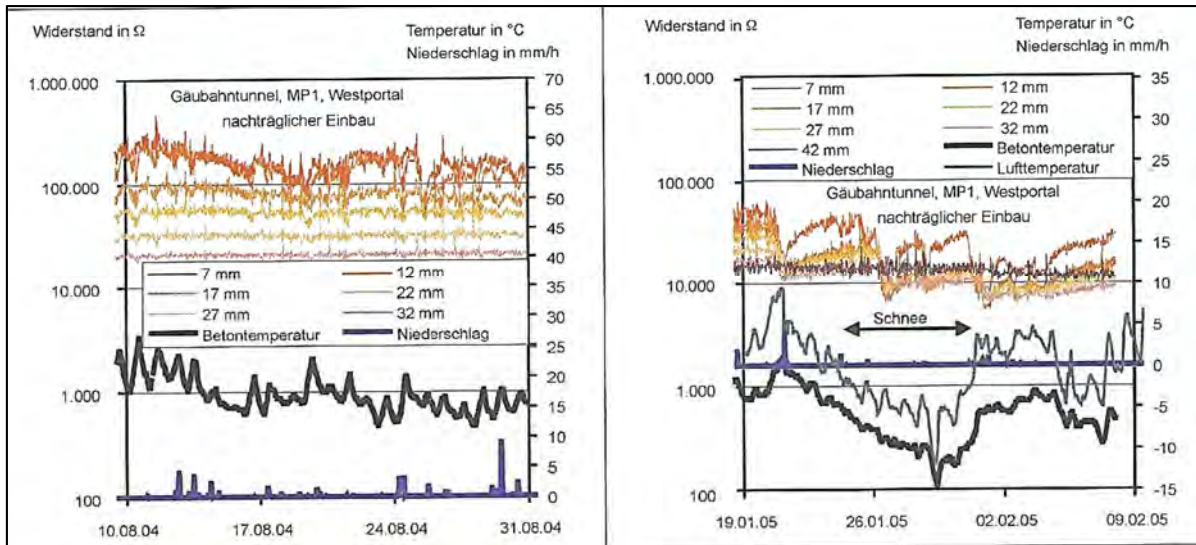 Widerstand in Ω
Temperatur in °C
Niederschlag in mm/h
1.000.000
100.000
10.000
1.000
100
70
65
60
55
50
45
40
35
30
25
20
15
10
5
0
Gäubahntunnel, MP1, Westportal
nachträglicher Einbau
7 mm 12 mm
17 mm 22 mm
27 mm 32 mm
Betontemperatur Niederschlag
10.08.04 17.08.04 24.08.04 31.08.04
Widerstand in Ω
Temperatur in °C
Niederschlag in mm/h
1.000.000
100.000
10.000
1.000
100
35
30
25
20
15
10
5
0
-5
-10
-15
7 mm 12 mm
17 mm 22 mm
27 mm 32 mm
42 mm Betontemperatur
Niederschlag Lufttemperatur
Gäubahntunnel, MP1, Westportal
nachträglicher Einbau
Schnee
19.01.05 26.01.05 02.02.05 09.02.05